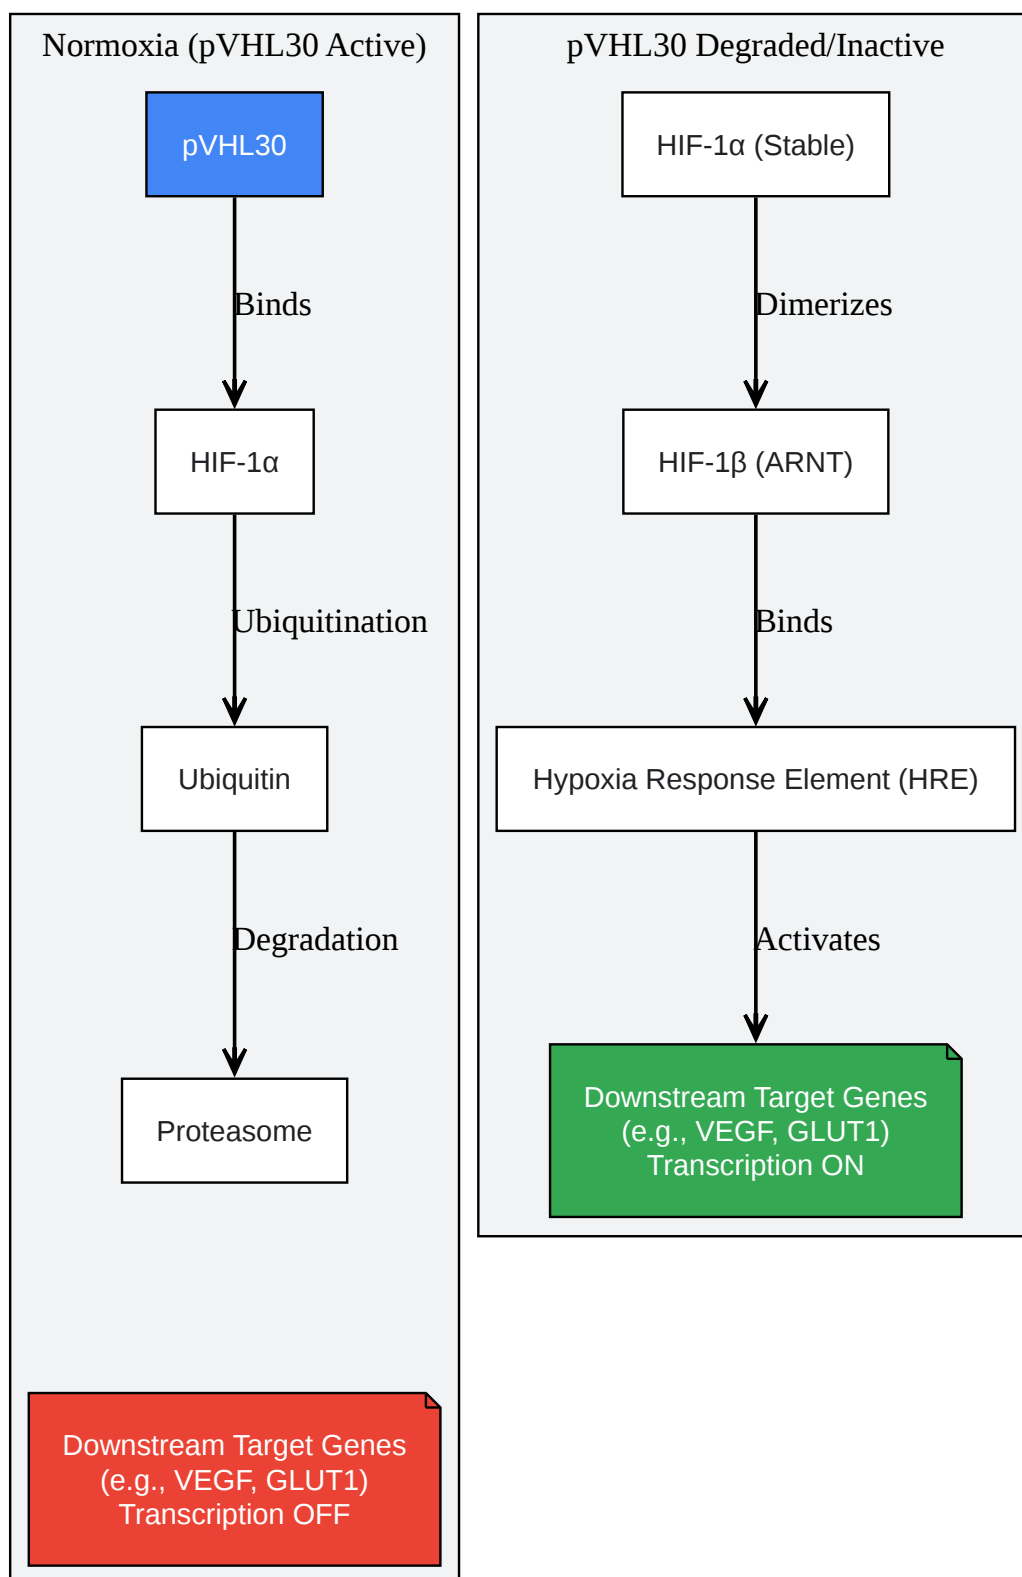 Normoxia (pVHL30 Active)
pVHL30
Binds
HIF-1α
Ubiquitination
Ubiquitin
Degradation
Proteasome
Downstream Target Genes
(e.g., VEGF, GLUT1)
Transcription OFF
pVHL30 Degraded/Inactive
HIF-1α (Stable)
Dimerizes
HIF-1β (ARNT)
Binds
Hypoxia Response Element (HRE)
Activates
Downstream Target Genes
(e.g., VEGF, GLUT1)
Transcription ON